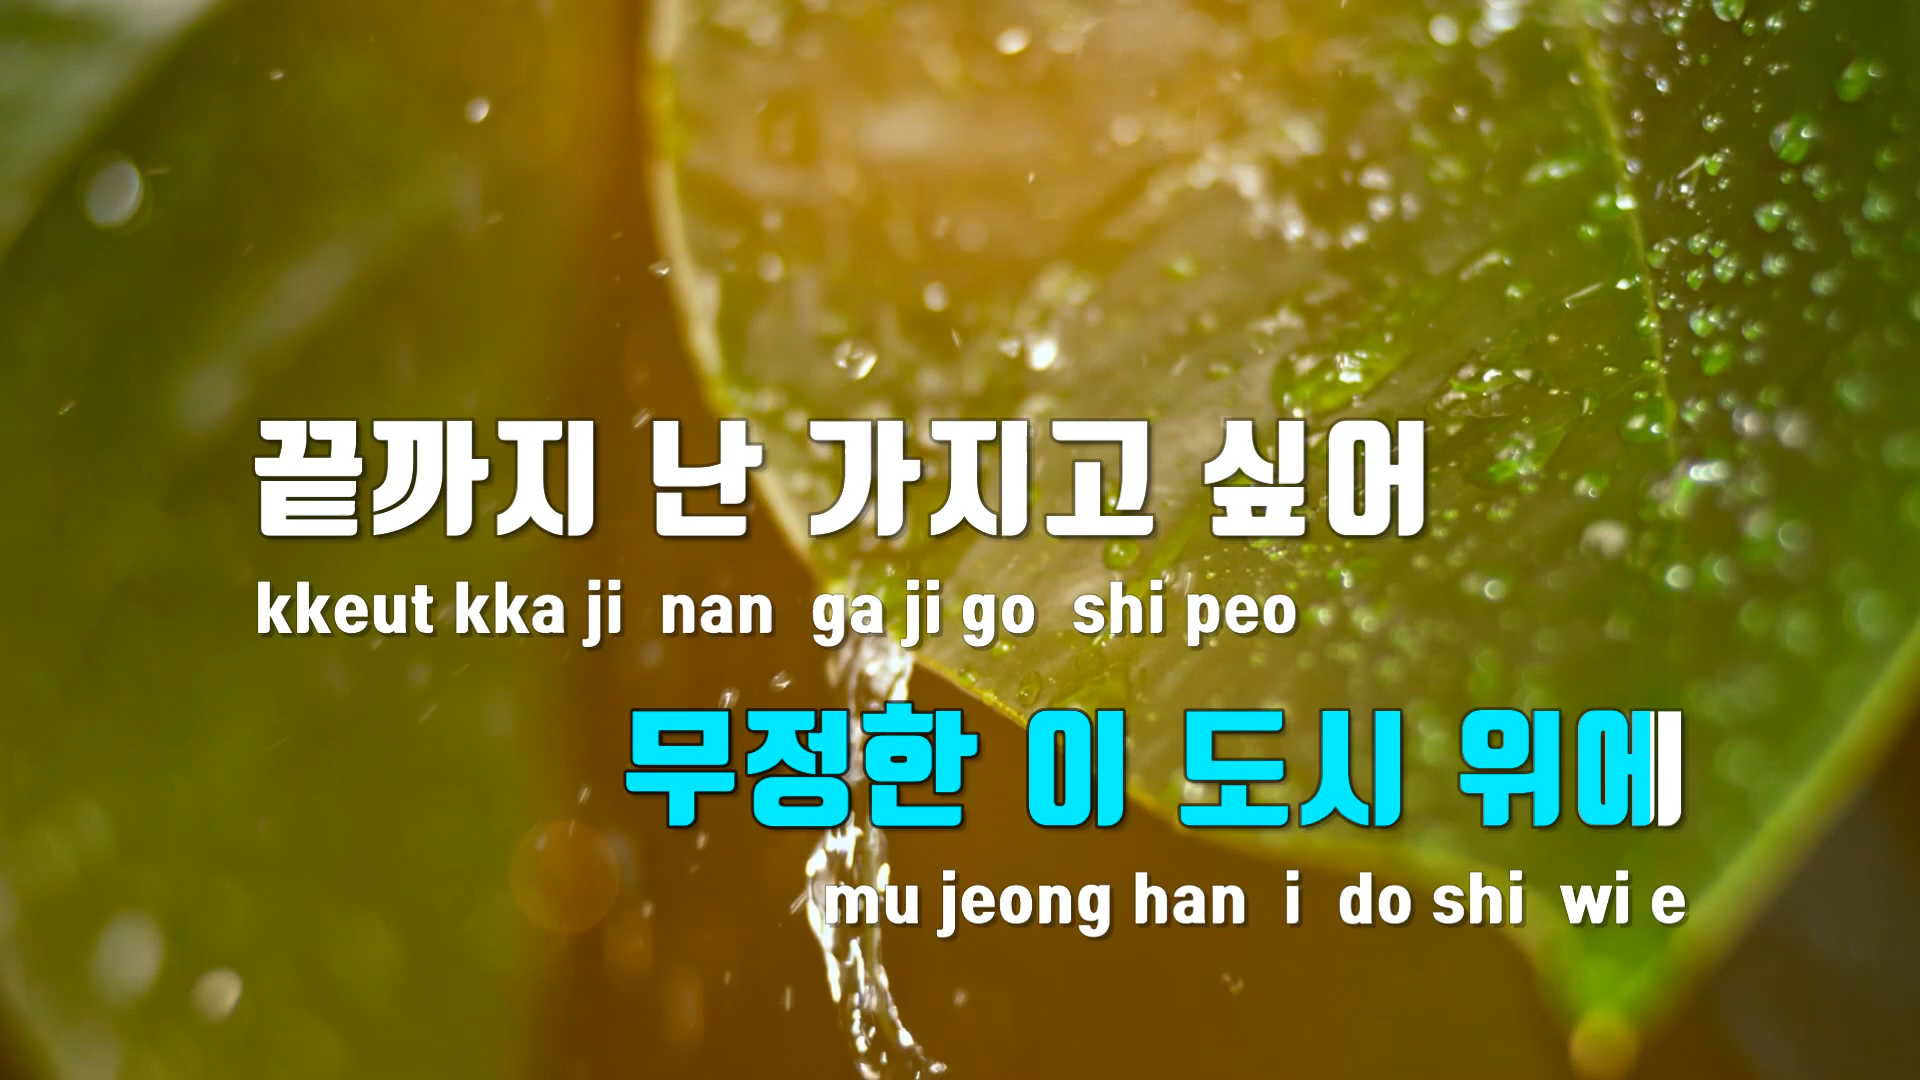 끝까지 난 가지고 싶어
kkeut kka ji nan ga ji go shi peo
무정한 이 도시 위에
mu jeong han i do shi wi e